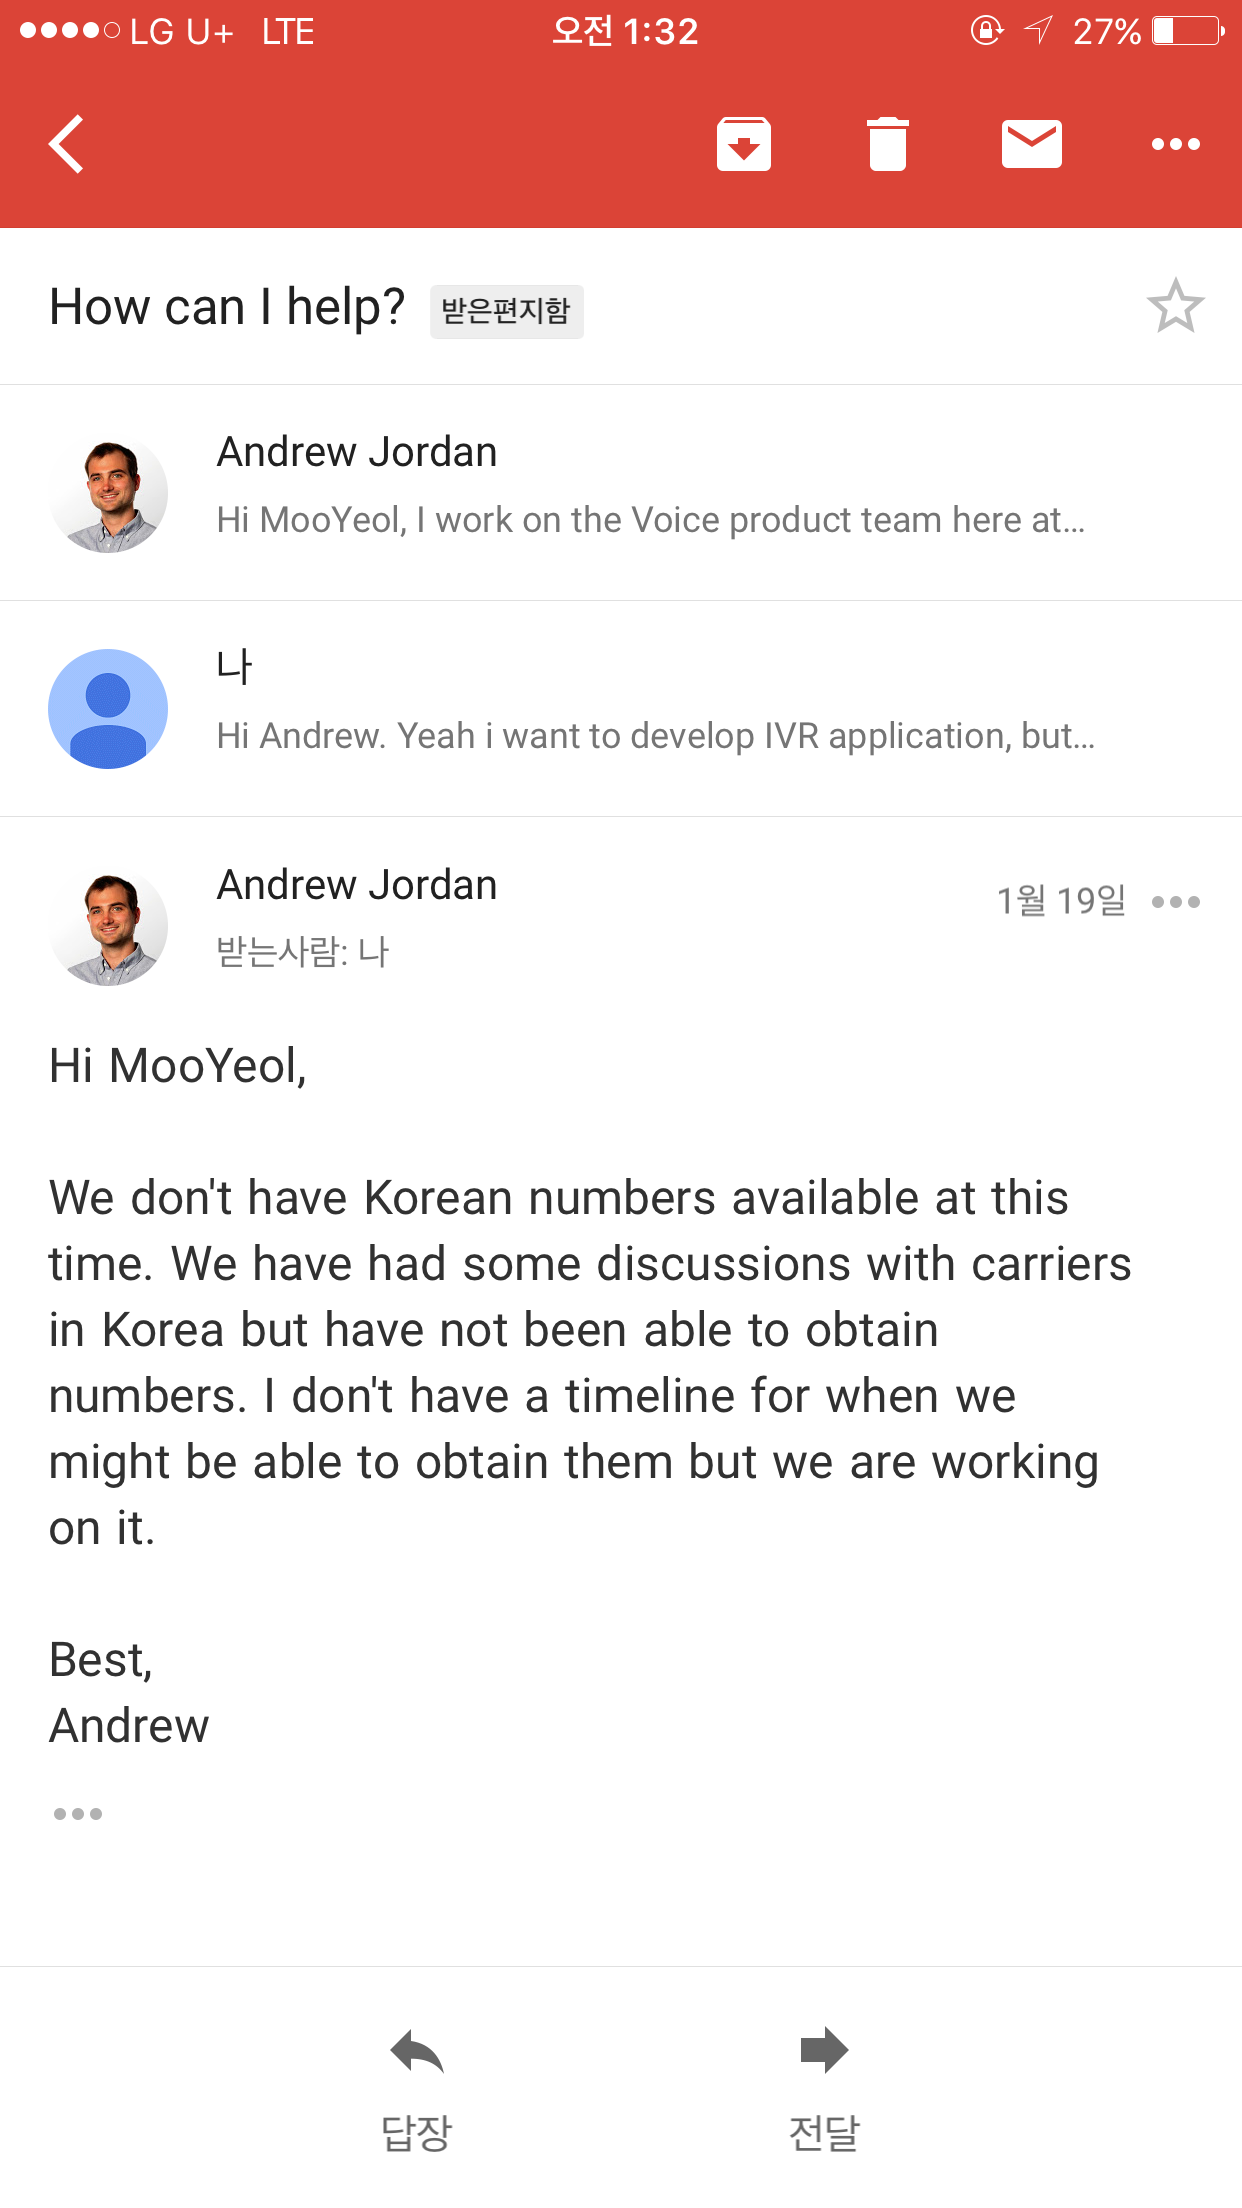 LG U+ LTE 오전 1:32 27%
How can I help? 받은편지함
Andrew Jordan
Hi MooYeol, I work on the Voice product team here at...
나
Hi Andrew. Yeah i want to develop IVR application, but...
Andrew Jordan
1월 19일
받는사람: 나
Hi MooYeol,
We don't have Korean numbers available at this
time. We have had some discussions with carriers
in Korea but have not been able to obtain
numbers. I don't have a timeline for when we
might be able to obtain them but we are working
on it.
Best,
Andrew
답장 전달